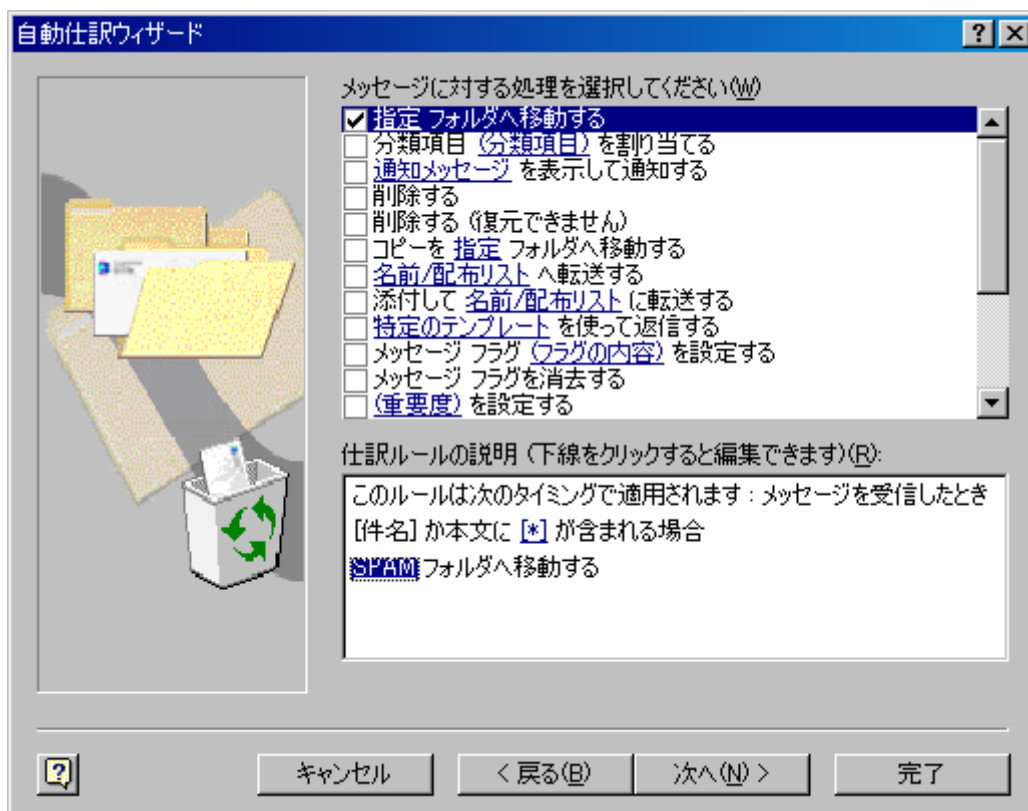 自動仕訳ウィザード
メッセージに対する処理を選択してください(W)
指定 フォルダへ移動する
分類項目 (分類項目) を割り当てる
通知メッセージ を表示して通知する
削除する
削除する (復元できません)
コピーを 指定 フォルダへ移動する
名前/配布リスト へ転送する
添付して 名前/配布リスト に転送する
特定のテンプレート を使って返信する
メッセージ フラグ (フラグの内容) を設定する
メッセージ フラグを消去する
(重要度) を設定する
仕訳ルールの説明 (下線をクリックすると編集できます)(R):
このルールは次のタイミングで適用されます : メッセージを受信したとき
[件名] か本文に [*] が含まれる場合
SPAM フォルダへ移動する
キャンセル
< 戻る(B)
次へ(N) >
完了